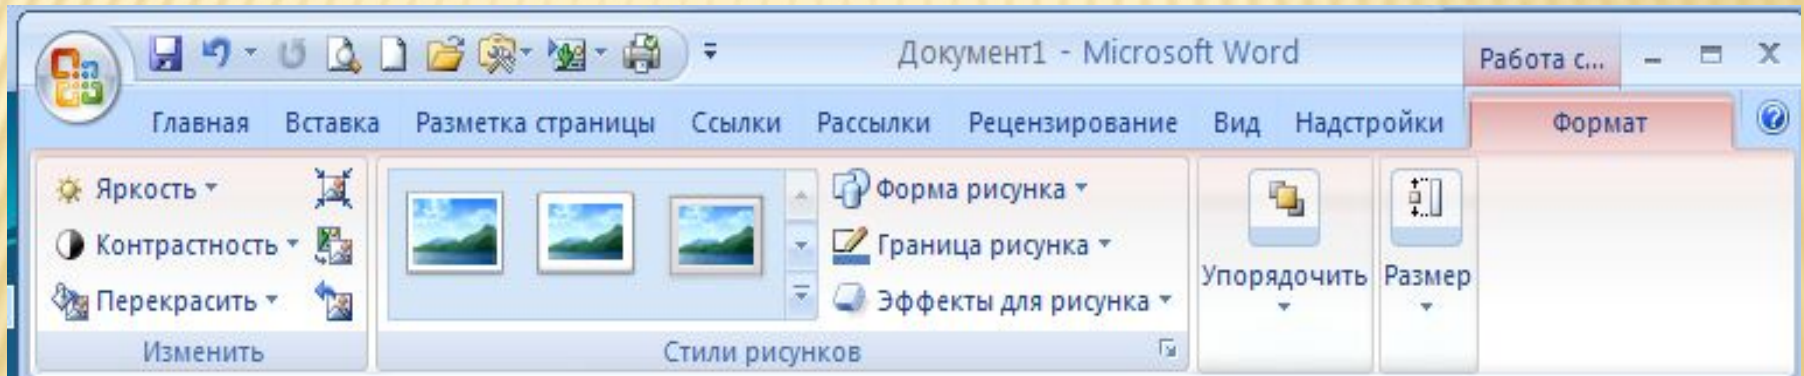 Документ1 - Microsoft Word
Работа с...
Главная Вставка Разметка страницы Ссылки Рассылки Рецензирование Вид Надстройки Формат
Яркость
Контрастность
Перекрасить
Изменить
Форма рисунка
Граница рисунка
Эффекты для рисунка
Стили рисунков
Упорядочить
Размер